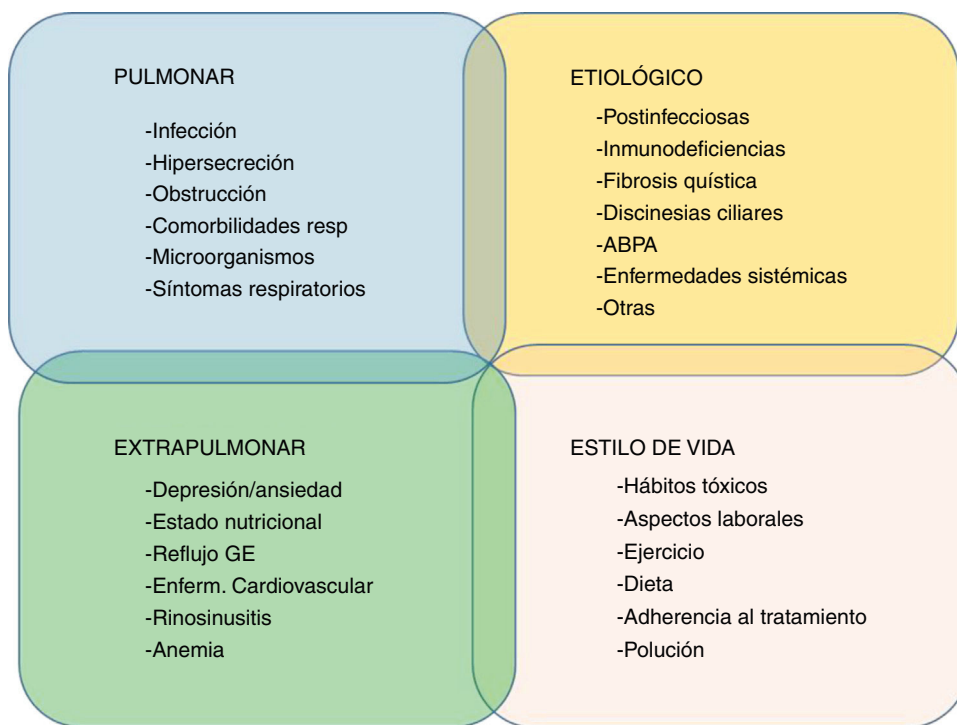 PULMONAR
-Infección
-Hipersecreción
-Obstrucción
-Comorbilidades resp
-Microorganismos
-Síntomas respiratorios
ETIOLÓGICO
-Postinfecciosas
-Inmunodeficiencias
-Fibrosis quística
-Discinesias ciliares
-ABPA
-Enfermedades sistémicas
-Otras
EXTRAPULMONAR
-Depresión/ansiedad
-Estado nutricional
-Reflujo GE
-Enferm. Cardiovascular
-Rinosinusitis
-Anemia
ESTILO DE VIDA
-Hábitos tóxicos
-Aspectos laborales
-Ejercicio
-Dieta
-Adherencia al tratamiento
-Polución